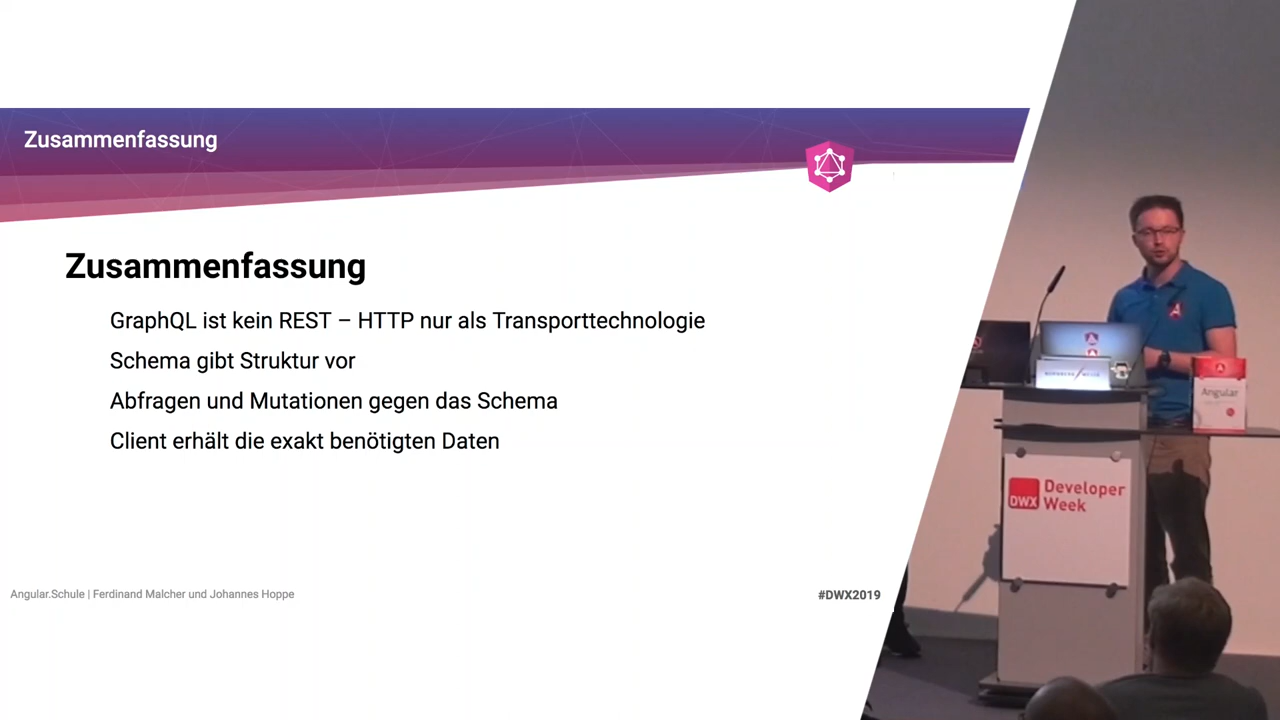 Zusammenfassung
Zusammenfassung
GraphQL ist kein REST – HTTP nur als Transporttechnologie
Schema gibt Struktur vor
Abfragen und Mutationen gegen das Schema
Client erhält die exakt benötigten Daten
Angular.Schule | Ferdinand Malcher und Johannes Hoppe
#DWX2019
NÜRNBERG MESSE
Angular
DWX
Developer
Week